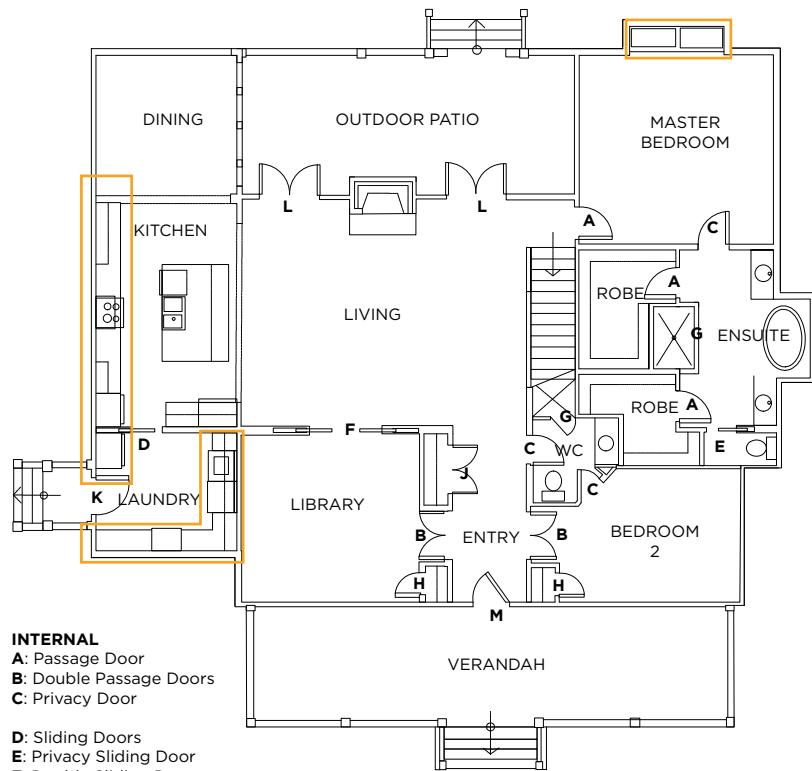 DINING
OUTDOOR PATIO
MASTER
BEDROOM
L
L
A
C
KITCHEN
ROBE
A
LIVING
G
ENSUITE
ROBE
A
G
D
F
C
WC
E
J
C
K
LAUNDRY
LIBRARY
B
ENTRY
B
BEDROOM
2
H
H
M
INTERNAL
A: Passage Door
B: Double Passage Doors
C: Privacy Door
VERANDAH
D: Sliding Doors
E: Privacy Sliding Door